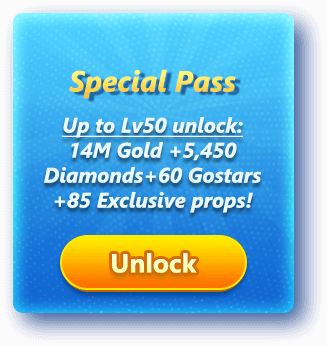 Special Pass
Up to Lv50 unlock:
14M Gold +5,450
Diamonds+60 Gostars
+85 Exclusive props!
Unlock